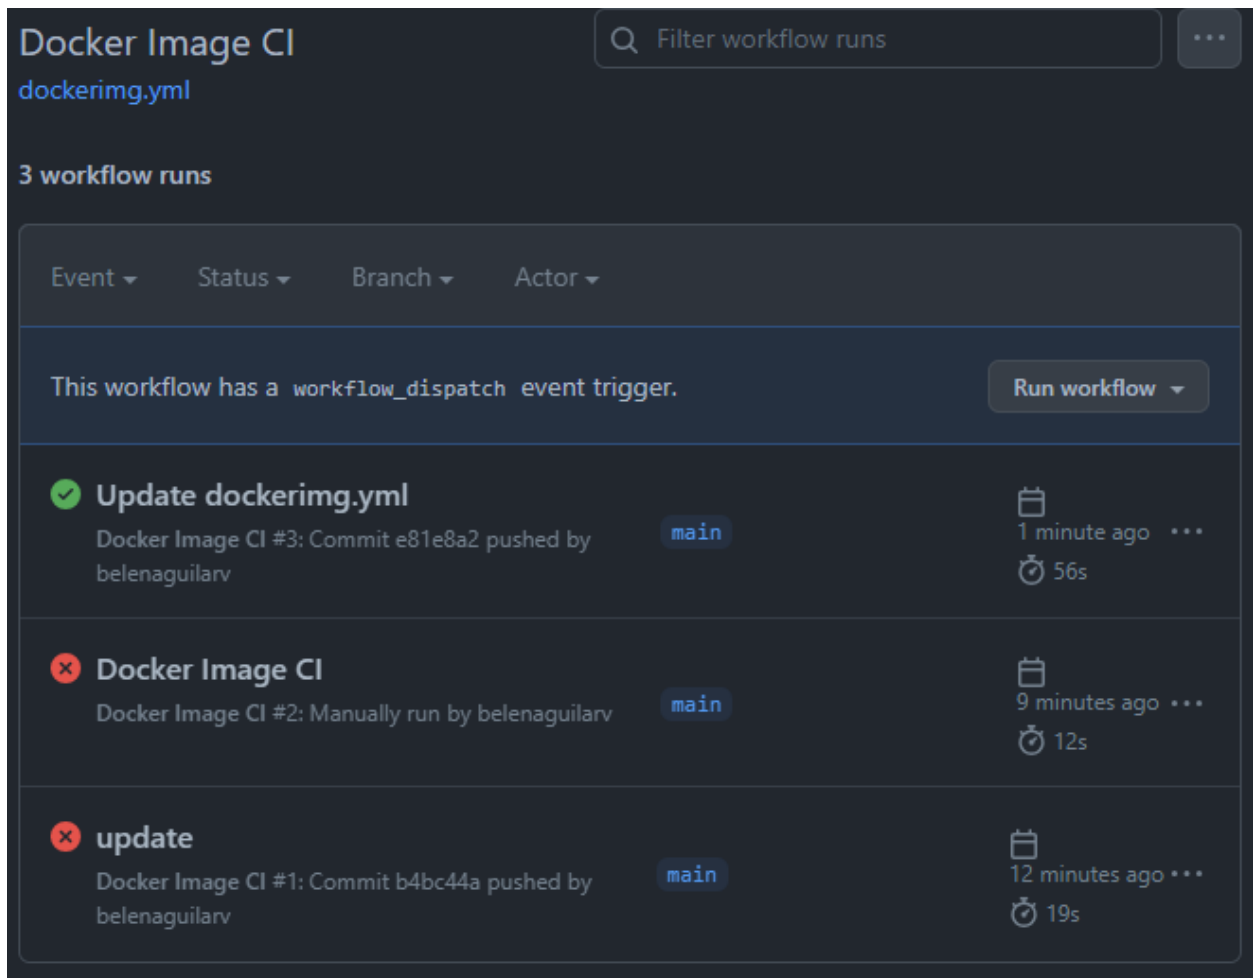 Docker Image CI
Filter workflow runs
dockerimg.yml
3 workflow runs
Event Status Branch Actor
This workflow has a workflow_dispatch event trigger.
Run workflow
Update dockerimg.yml
Docker Image CI #3: Commit e81e8a2 pushed by
belenaguilarv
main
1 minute ago
56s
Docker Image CI
Docker Image CI #2: Manually run by belenaguilarv
main
9 minutes ago
12s
update
Docker Image CI #1: Commit b4bc44a pushed by
belenaguilarv
main
12 minutes ago
19s